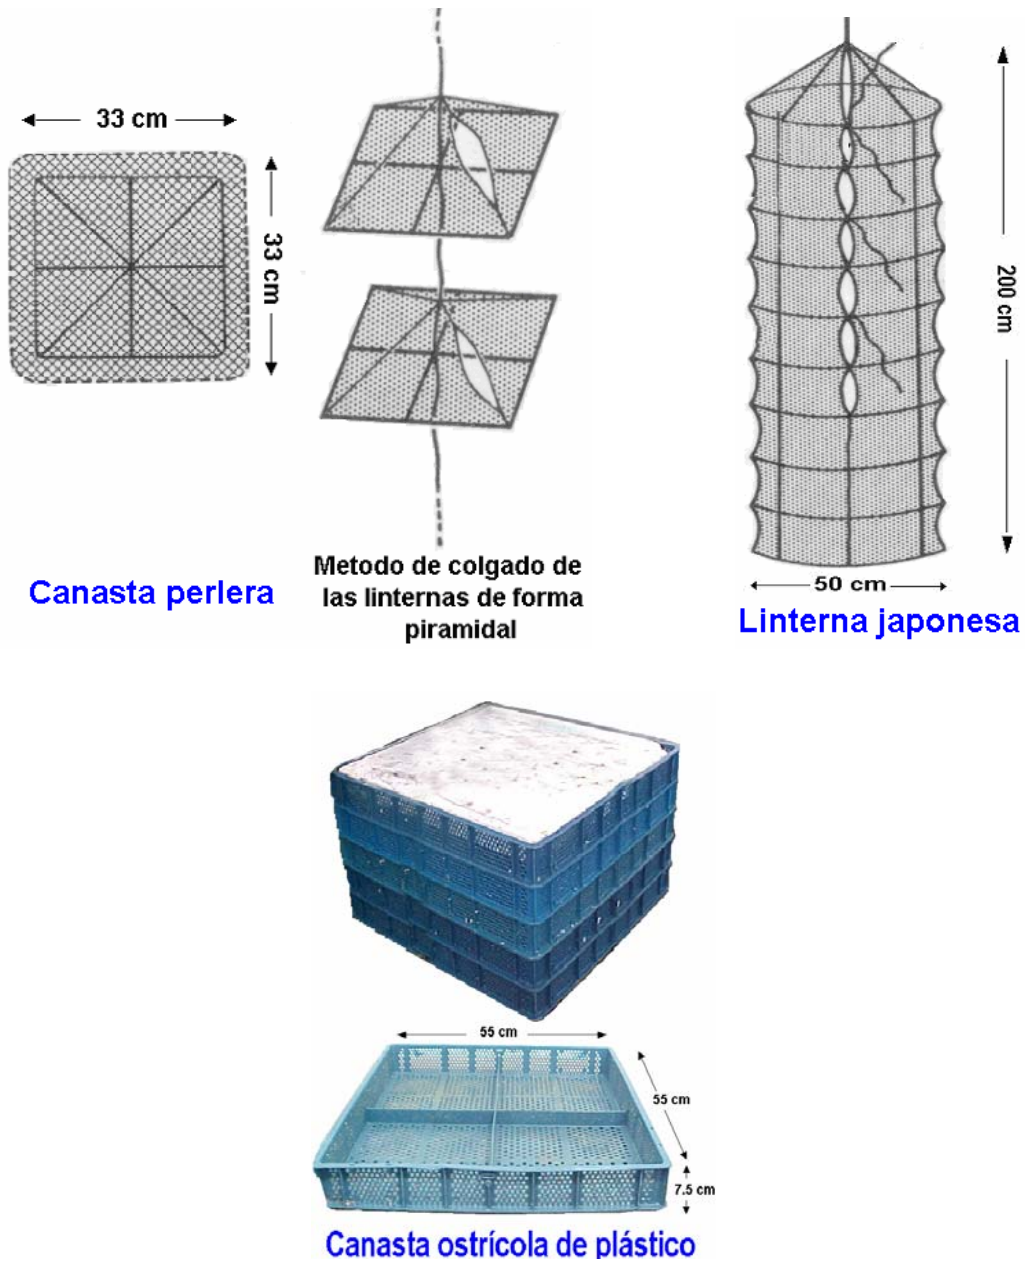 33 cm
33 cm
Canasta perlera
Metodo de colgado de
las linternas de forma
piramidal
200 cm
50 cm
Linterna japonesa
55 cm
55 cm
7.5 cm
Canasta ostrícola de plástico